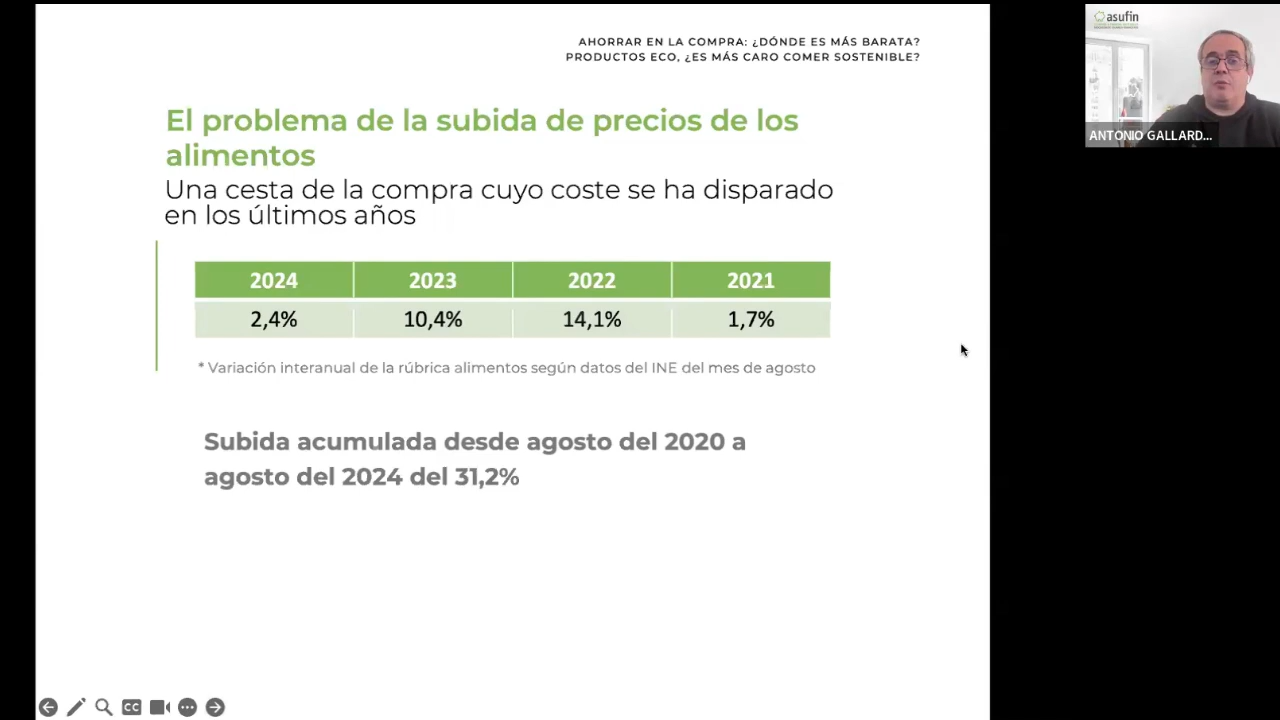 AHORRAR EN LA COMPRA: ¿DÓNDE ES MÁS BARATA?
PRODUCTOS ECO, ¿ES MÁS CARO COMER SOSTENIBLE?
El problema de la subida de precios de los
alimentos
Una cesta de la compra cuyo coste se ha disparado
en los últimos años
2024 2023 2022 2021
2,4% 10,4% 14,1% 1,7%
* Variación interanual de la rúbrica alimentos según datos del INE del mes de agosto
Subida acumulada desde agosto del 2020 a
agosto del 2024 del 31,2%
CC
asufin
ANTONIO GALLARD...